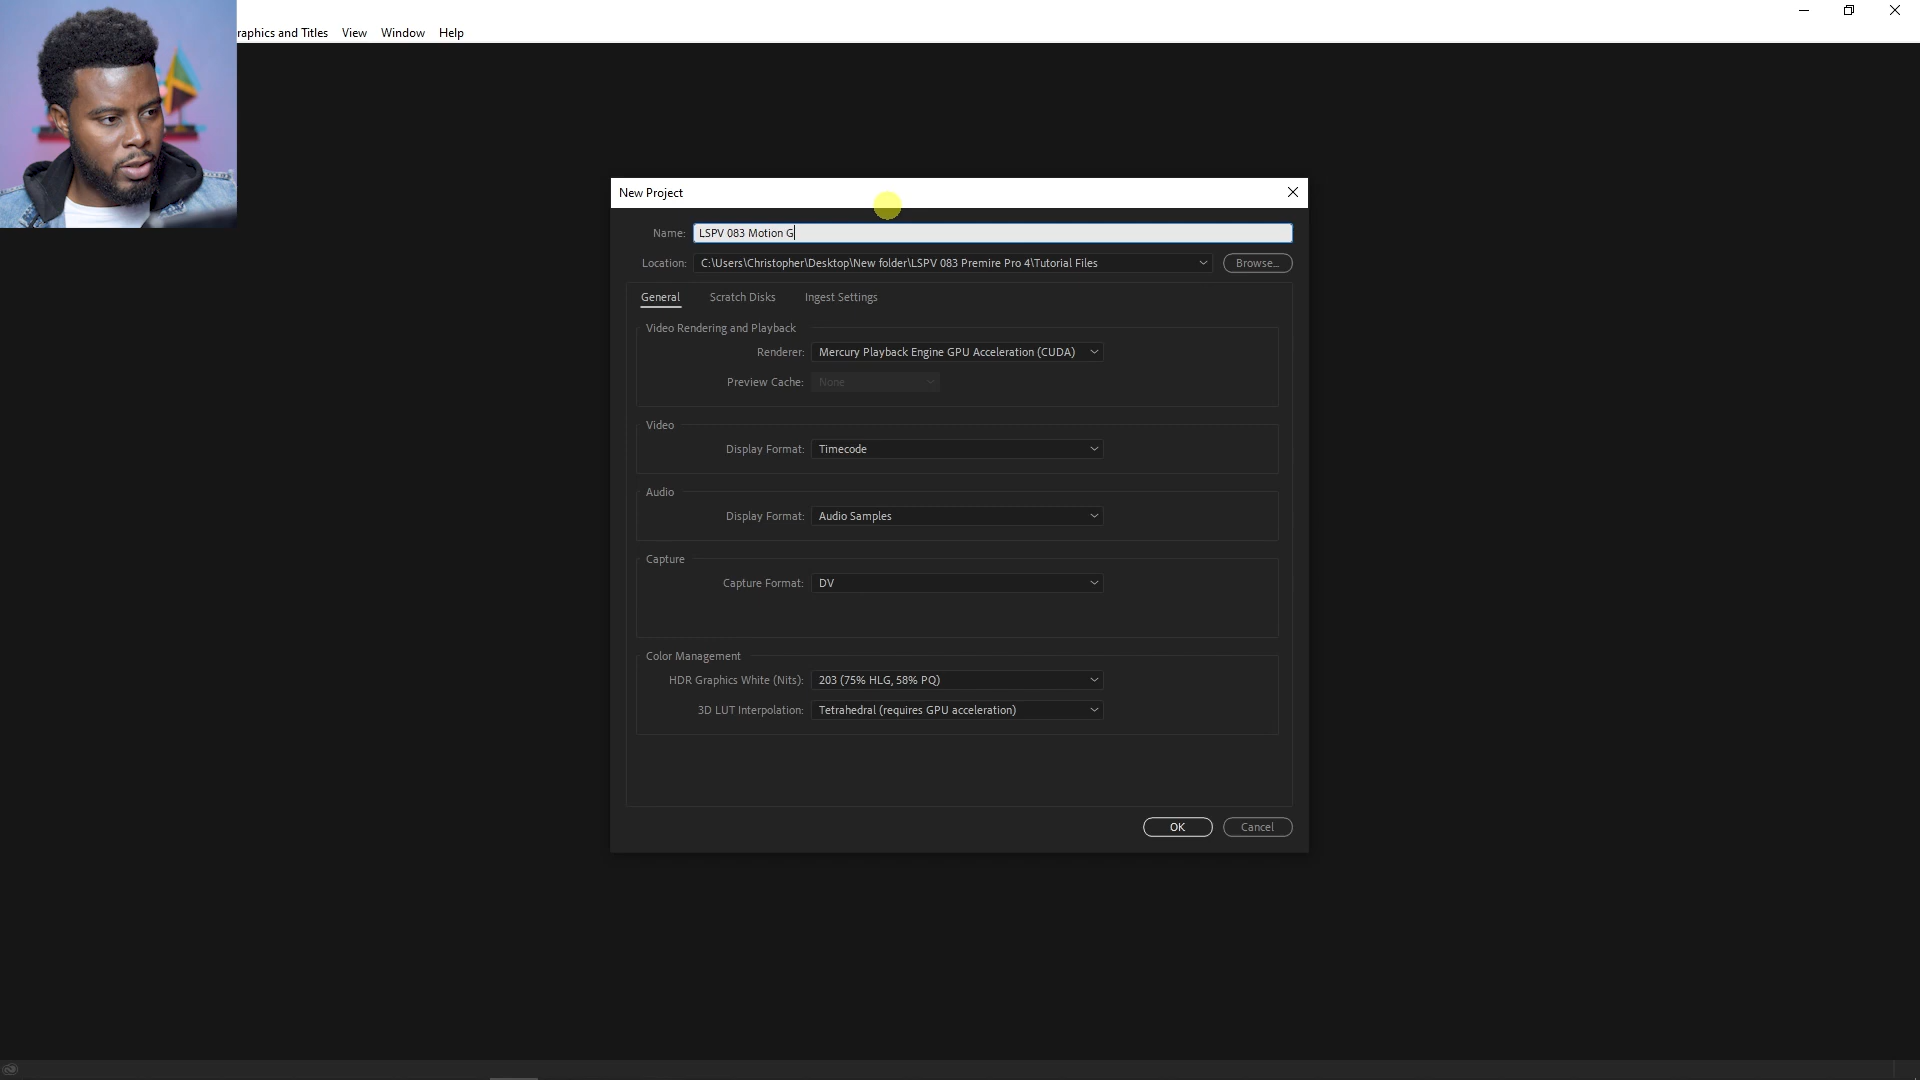 raphics and Titles View Window Help
New Project
Name: LSPV 083 Motion G
Location: C:\Users\Christopher\Desktop\New folder\LSPV 083 Premire Pro 4\Tutorial Files Browse...
General Scratch Disks Ingest Settings
Video Rendering and Playback
Renderer: Mercury Playback Engine GPU Acceleration (CUDA)
Preview Cache: None
Video
Display Format: Timecode
Audio
Display Format: Audio Samples
Capture
Capture Format: DV
Color Management
HDR Graphics White (Nits): 203 (75% HLG, 58% PQ)
3D LUT Interpolation: Tetrahedral (requires GPU acceleration)
OK Cancel